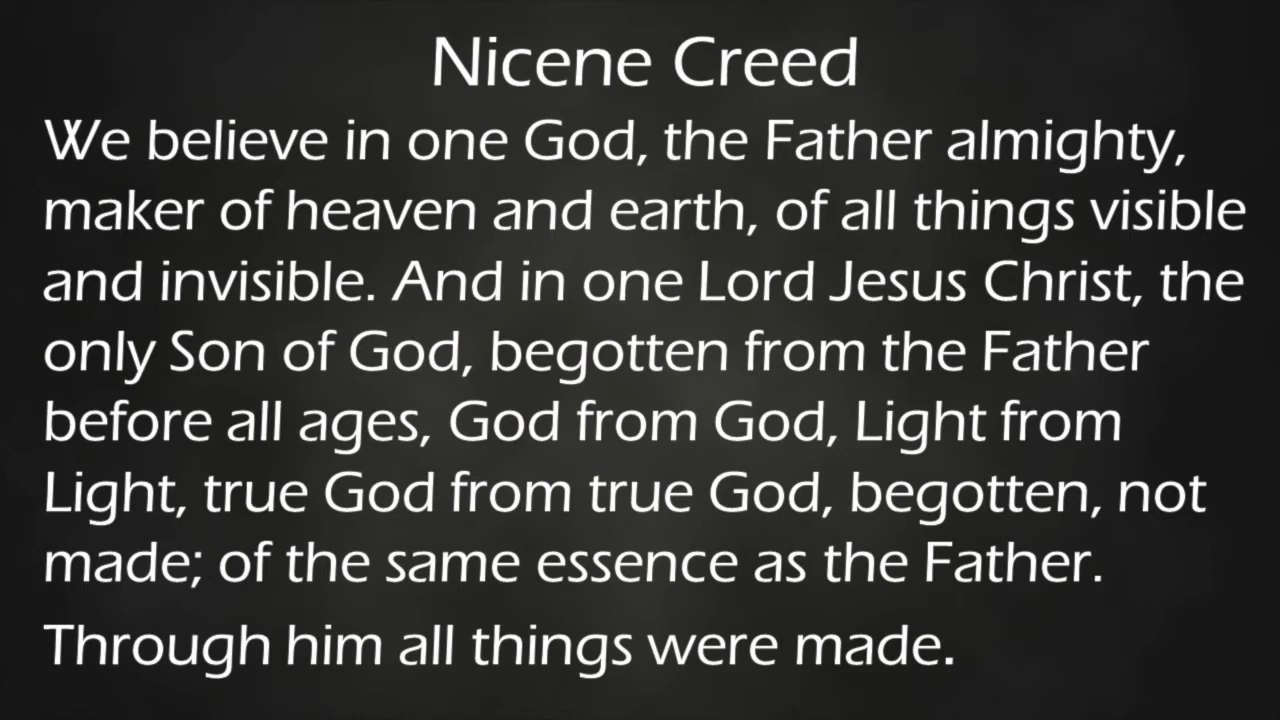 Nicene Creed
We believe in one God, the Father almighty,
maker of heaven and earth, of all things visible
and invisible. And in one Lord Jesus Christ, the
only Son of God, begotten from the Father
before all ages, God from God, Light from
Light, true God from true God, begotten, not
made; of the same essence as the Father.
Through him all things were made.